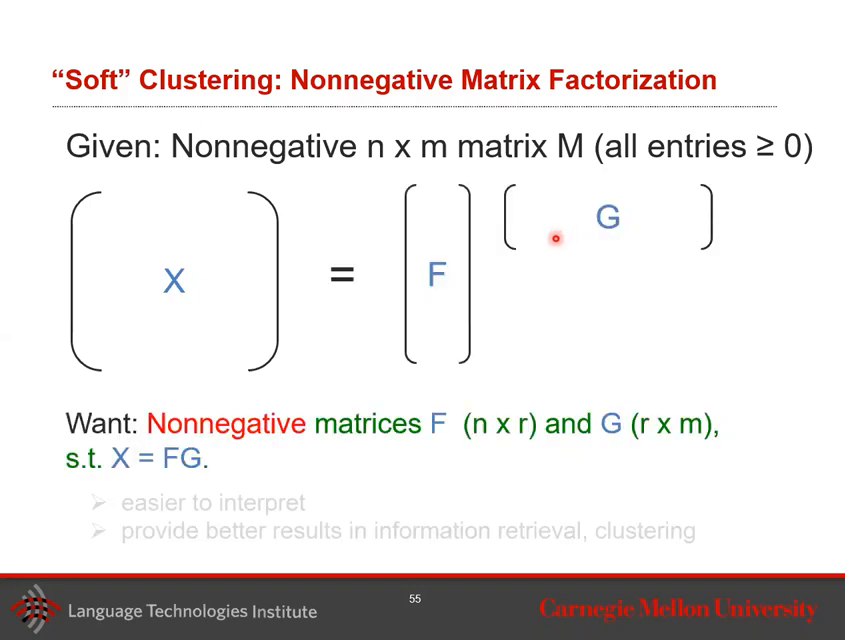 “Soft” Clustering: Nonnegative Matrix Factorization
Given: Nonnegative n x m matrix M (all entries ≥ 0)
X = F G
Want: Nonnegative matrices F (n x r) and G (r x m),
s.t. X = FG.
➢ easier to interpret
➢ provide better results in information retrieval, clustering
55
Language Technologies Institute
Carnegie Mellon University